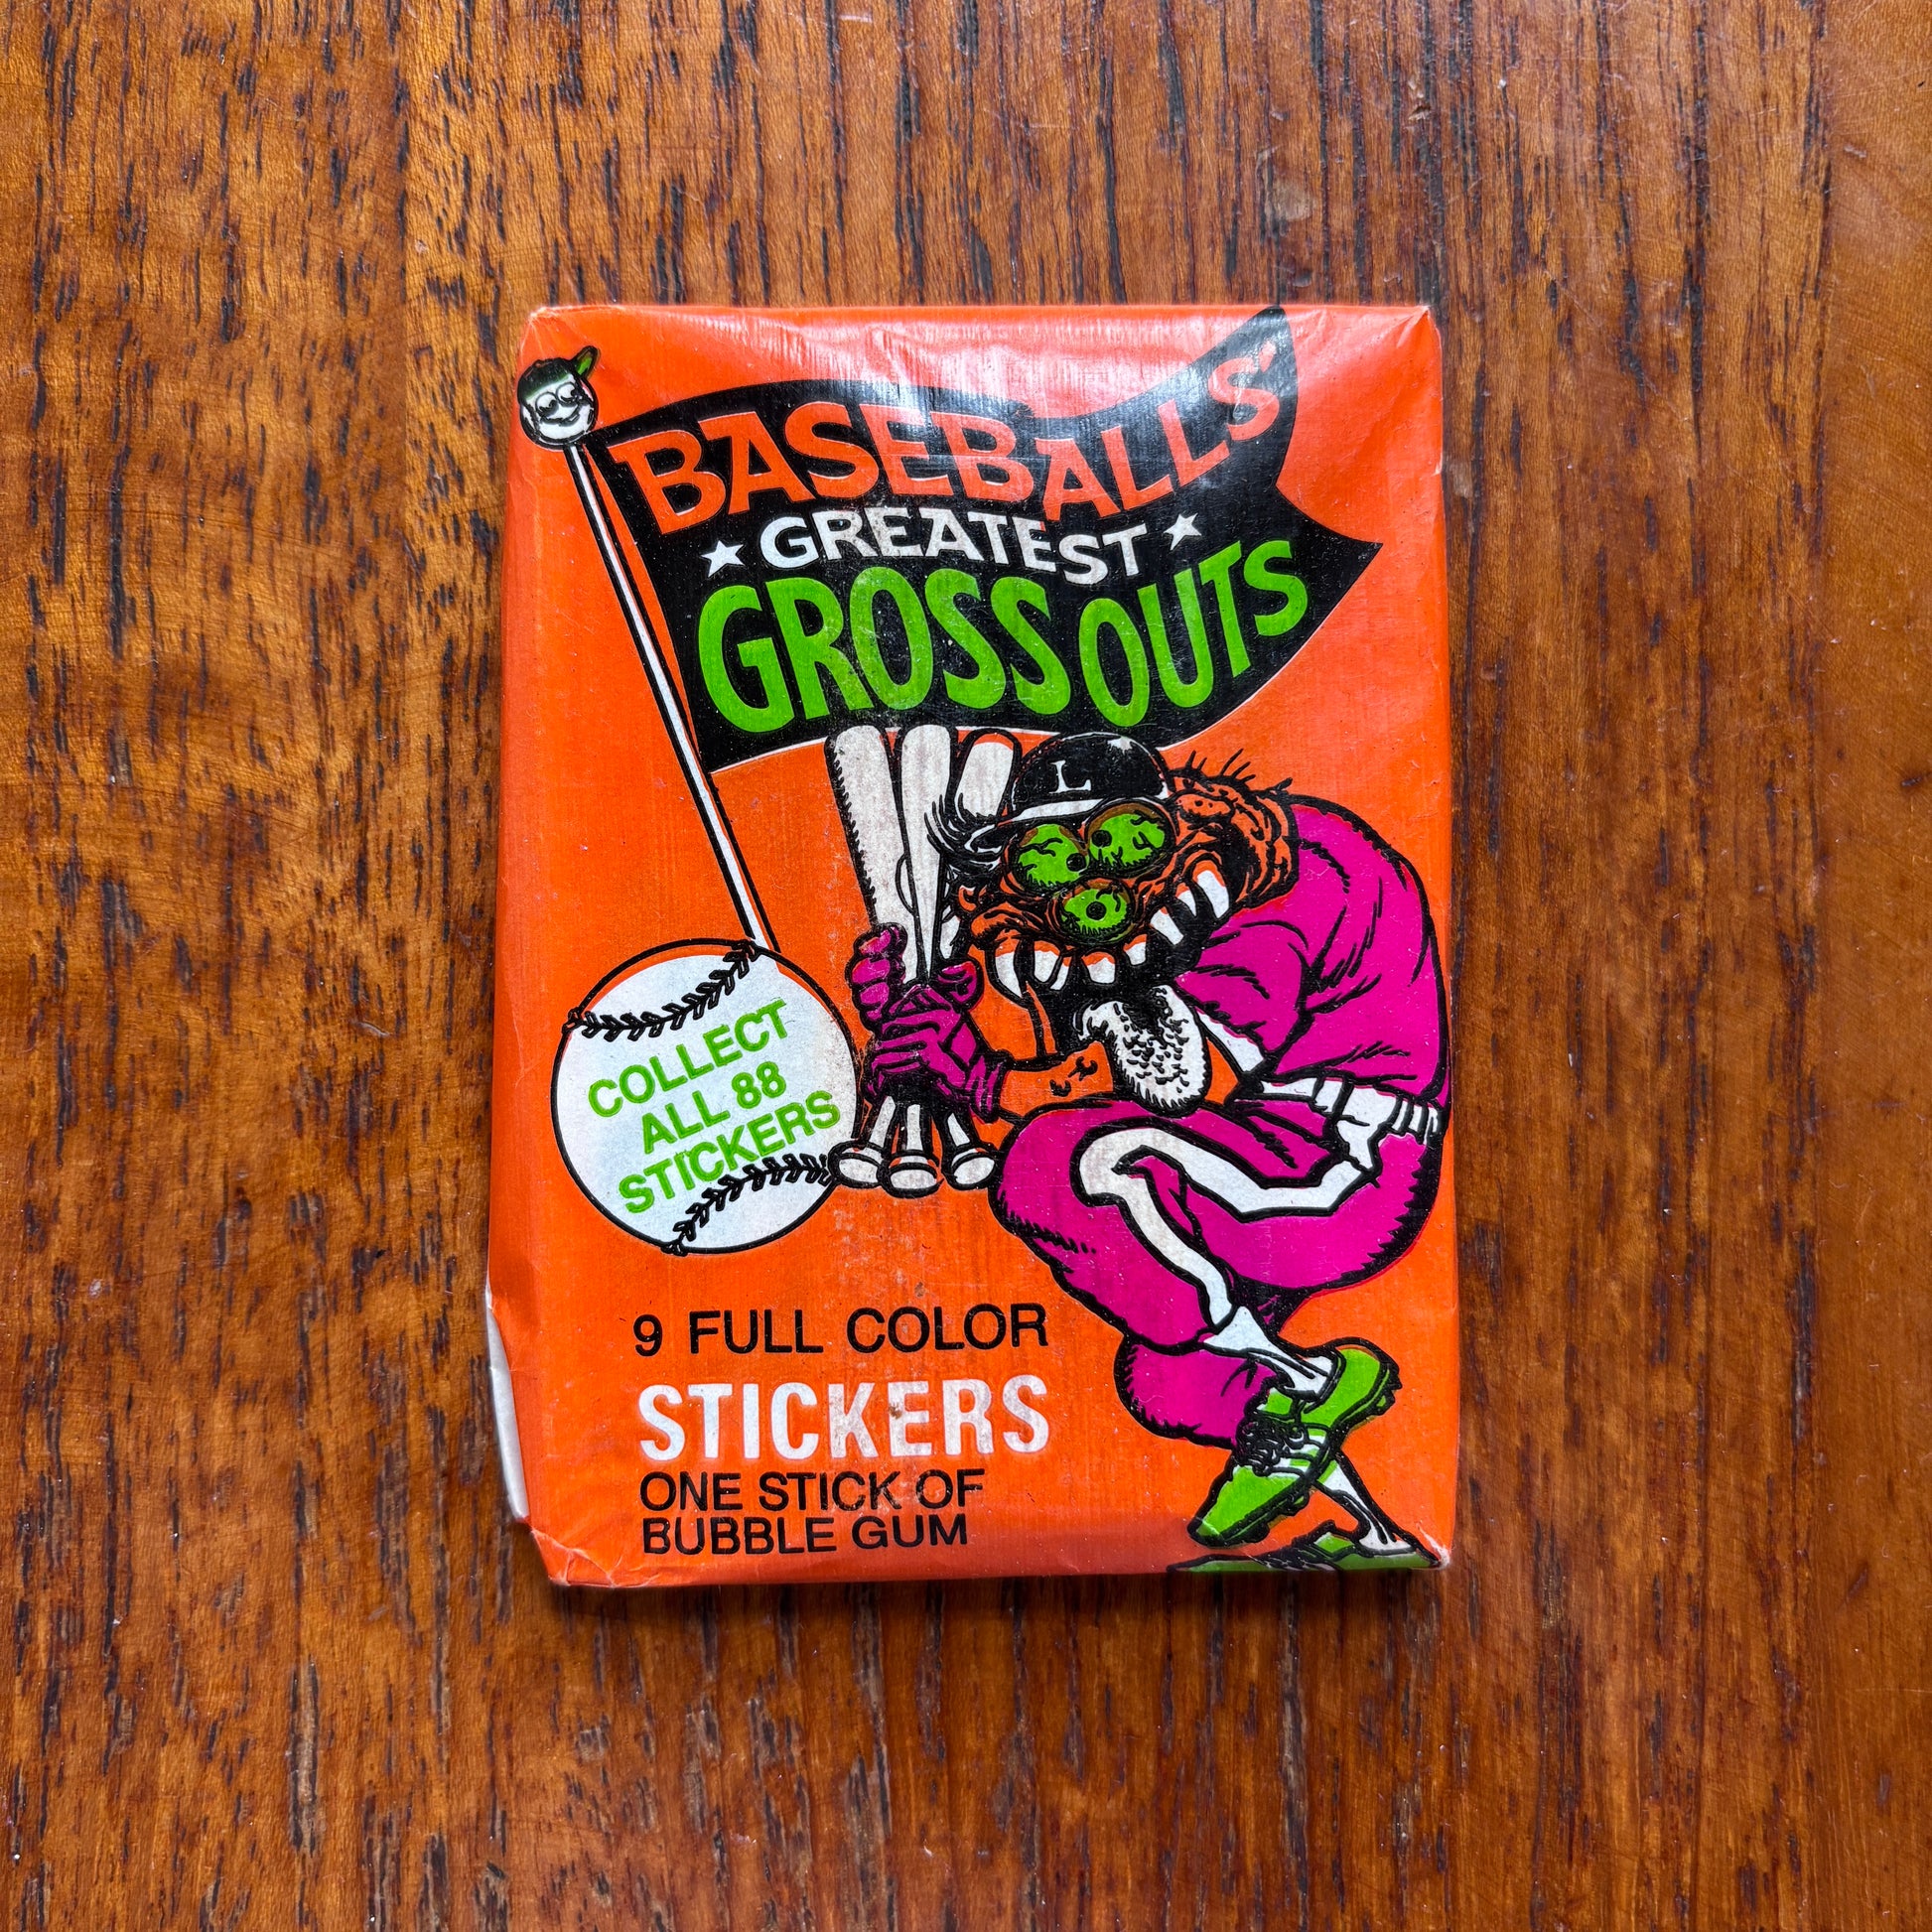 BASEBALLS'
GREATEST
GROSS OUTS
L
COLLECT
ALL 88
STICKERS
9 FULL COLOR
STICKERS
ONE STICK OF
BUBBLE GUM